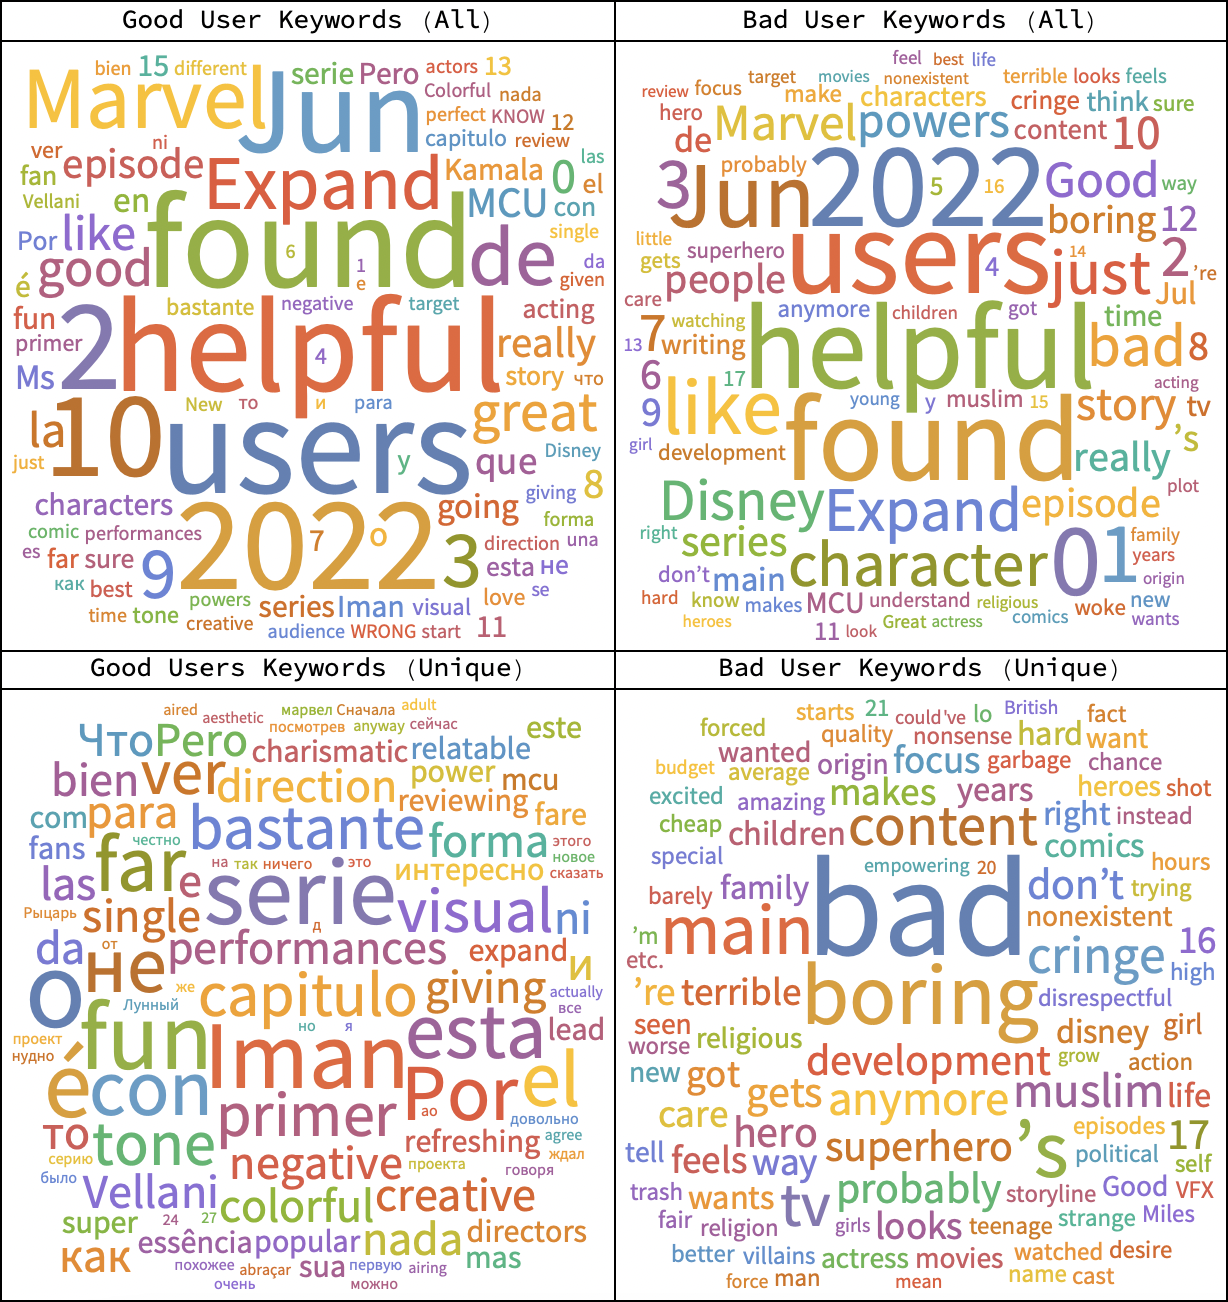 Good User Keywords (All)
bien 15 different serie Pero actors 13
Marvel Jun Colorful nada
perfect KNOW 12
ni capitulo review
ver episode Expand Kamala 0 las
fan el
Vellani en found MCU con
Por like single
é good 6 1 e de da given
bastante negative target acting
fun 2 helpful
primer 4 really
Ms story что
New то и para great
la 10 users
just y que Disney
characters 2022 going giving 8
comic performances 7 о forma
es far sure 9 3 direction una
как best esta не
time tone powers series Iman visual love se
creative audience WRONG start 11
Bad User Keywords (All)
feel best life
target movies nonexistent terrible looks feels
review focus make characters cringe think sure
hero Marvel powers content 10
de probably
3 Jun 2022 5 16 Good way
boring 12
little superhero users 14 2
gets people 4 just 're
Jul
care anymore children got time
7 watching helpful bad 8
13 writing
6 17 acting
9 like young y muslim 15 story tv
girl development found 's
really
Disney Expand episode plot
right series character 01 family
years
don't main origin
hard know makes MCU understand religious woke new
heroes 11 look Great actress comics wants
Good Users Keywords (Unique)
aired марвел Сначала adult
aesthetic посмотрев anyway сейчас este
Что Pero charismatic relatable
bien ver direction power mcu
com para reviewing fare
fans честно bastante forma этого
новое
far на так ничего это интересно сказать
las e serie visual ni
Рыцарь single д
da от performances expand и
о не же capitulo giving actually
Лунный все
проект fun но я esta lead
нудно Iman
é con primer Por el
ао довольно
то tone refreshing agree
серию negative проекта ждал
было говоря
Vellani colorful creative
super 24 27 directors
как essência popular nada mas
похожее abraçar sua первую airing
очень можно
Bad User Keywords (Unique)
starts 21 could've lo British fact
forced quality nonsense hard want
wanted origin focus garbage chance
budget average heroes shot
excited amazing makes years
cheap children content right instead
special comics hours
empowering 20
barely family bad don't trying
'm main nonexistent
etc. cringe 16
high
're terrible boring disrespectful
seen religious disney girl
worse development grow action
new got gets anymore muslim life
care episodes 17
hero superhero 's
tell feels way political self
trash wants tv probably storyline Good VFX
fair religion girls looks teenage strange Miles
better villains actress movies watched desire
force man mean name cast